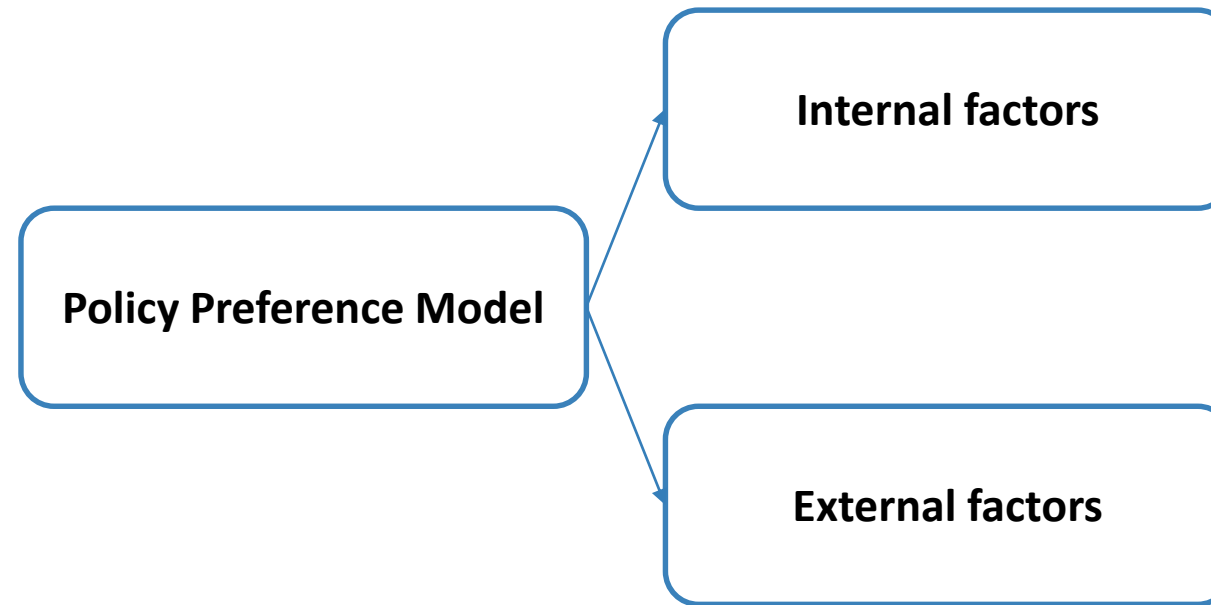 Internal factors
Policy Preference Model
External factors